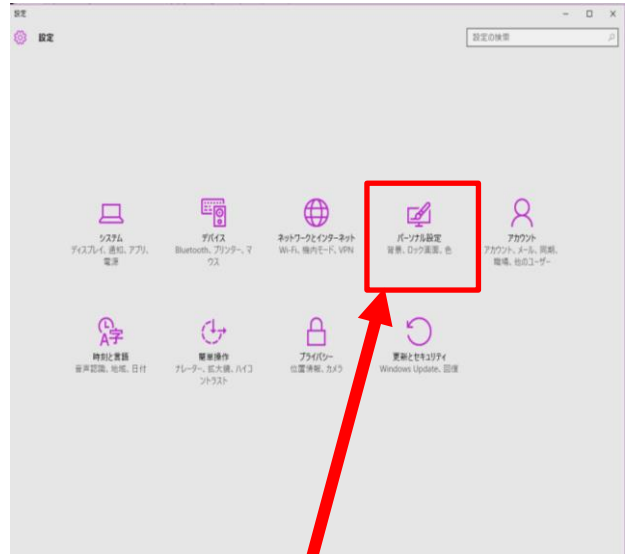 設定
設定
設定の検索
システム
ディスプレイ、通知、アプリ、
電源
デバイス
Bluetooth、プリンター、マ
ウス
ネットワークとインターネット
Wi-Fi、機内モード、VPN
パーソナル設定
背景、ロック画面、色
アカウント
アカウント、メール、同期、
職場、他のユーザー
A字
時刻と言語
音声認識、地域、日付
簡単操作
ナレーター、拡大鏡、ハイコ
ントラスト
プライバシー
位置情報、カメラ
更新とセキュリティ
Windows Update、回復